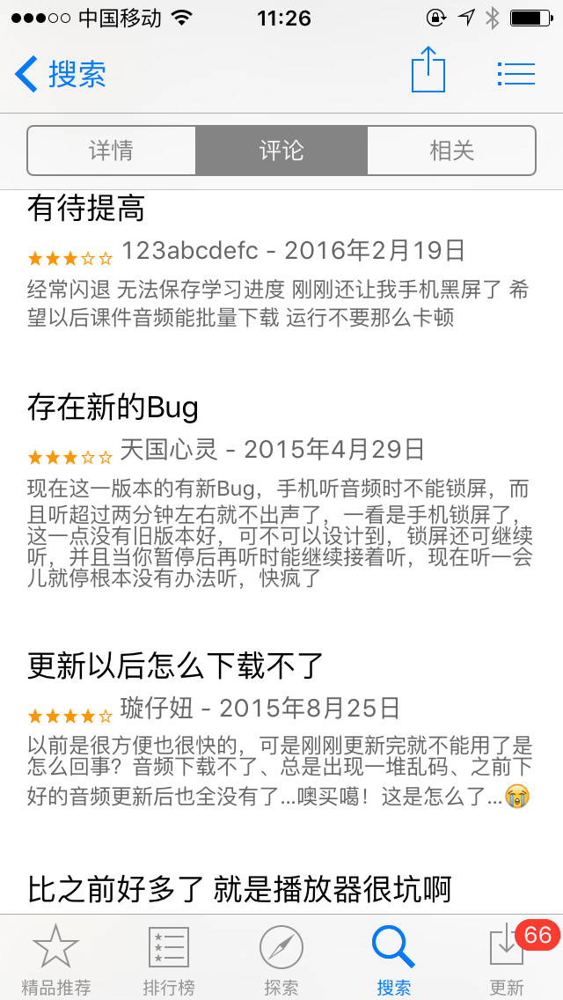 中国移动 11:26
搜索
详情 评论 相关
有待提高
123abcdefc - 2016年2月19日
经常闪退 无法保存学习进度 刚刚还让我手机黑屏了 希
望以后课件音频能批量下载 运行不要那么卡顿
存在新的Bug
天国心灵 - 2015年4月29日
现在这一版本的有新Bug，手机听音频时不能锁屏，而
且听超过两分钟左右就不出声了，一看是手机锁屏了，
这一点没有旧版本好，可不可以设计到，锁屏还可继续
听，并且当你暂停后再听时能继续接着听，现在听一会
儿就停根本没有办法听，快疯了
更新以后怎么下载不了
璇仔妞 - 2015年8月25日
以前是很方便也很快的，可是刚刚更新完就不能用了是
怎么回事？音频下载不了、总是出现一堆乱码、之前下
好的音频更新后也全没有了...噢买噶！这是怎么了...😭
比之前好多了 就是播放器很坑啊
66
精品推荐 排行榜 探索 搜索 更新